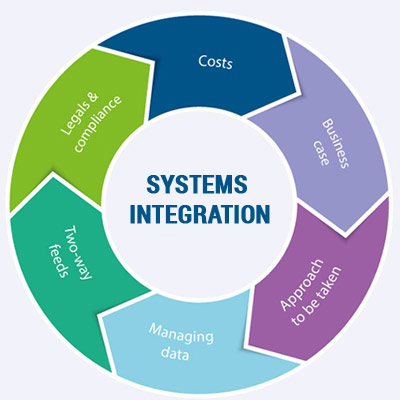 Costs
Business
case
Approach
to be taken
Managing
data
Two-way
feeds
Legals &
compliance
SYSTEMS
INTEGRATION